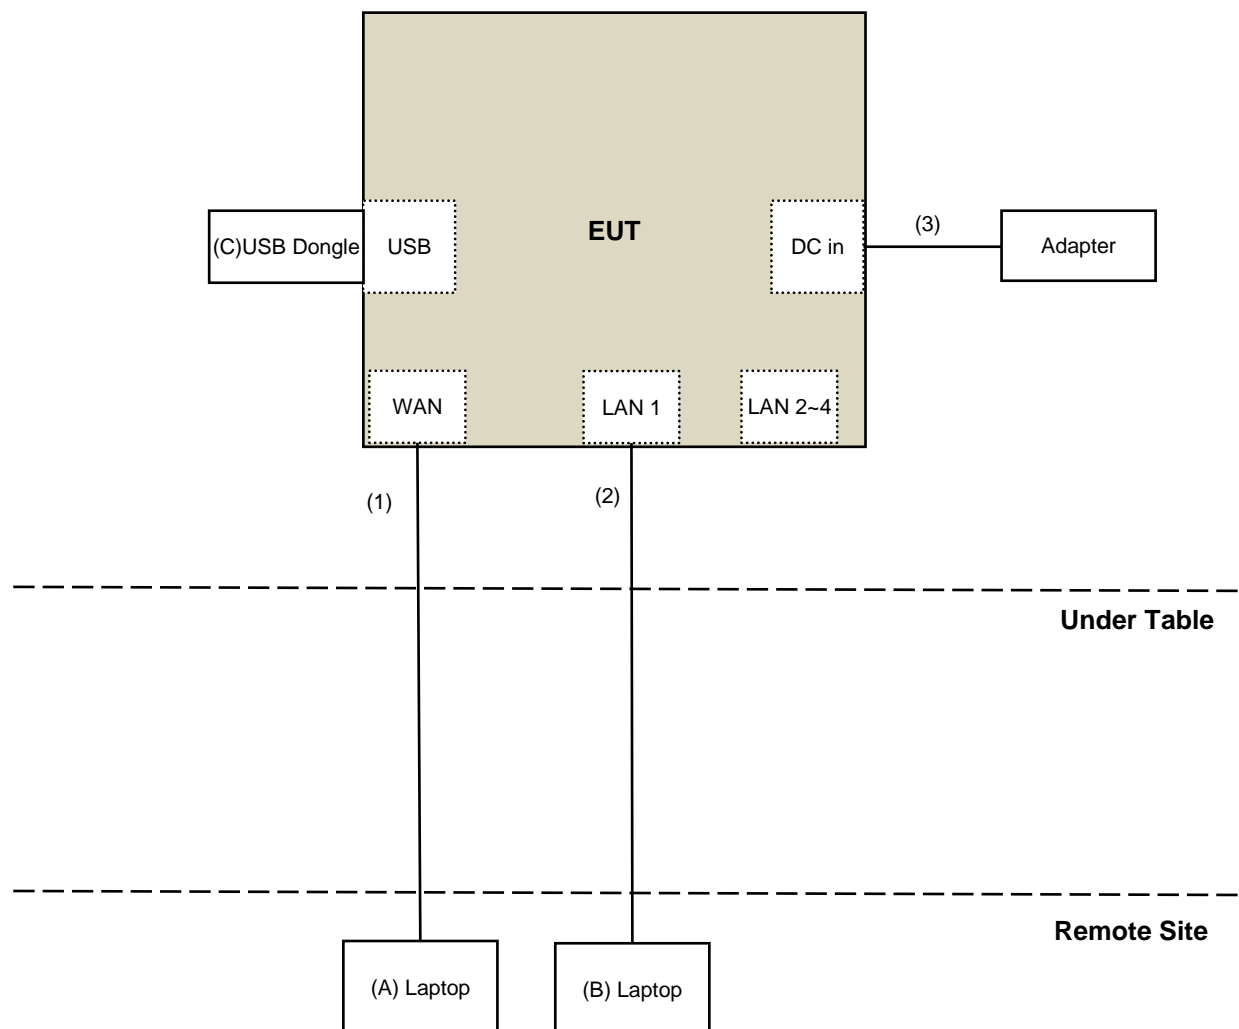 EUT
(C)USB Dongle
USB
DC in
(3)
Adapter
WAN
LAN 1
LAN 2~4
(1)
(2)
Under Table
Remote Site
(A) Laptop
(B) Laptop